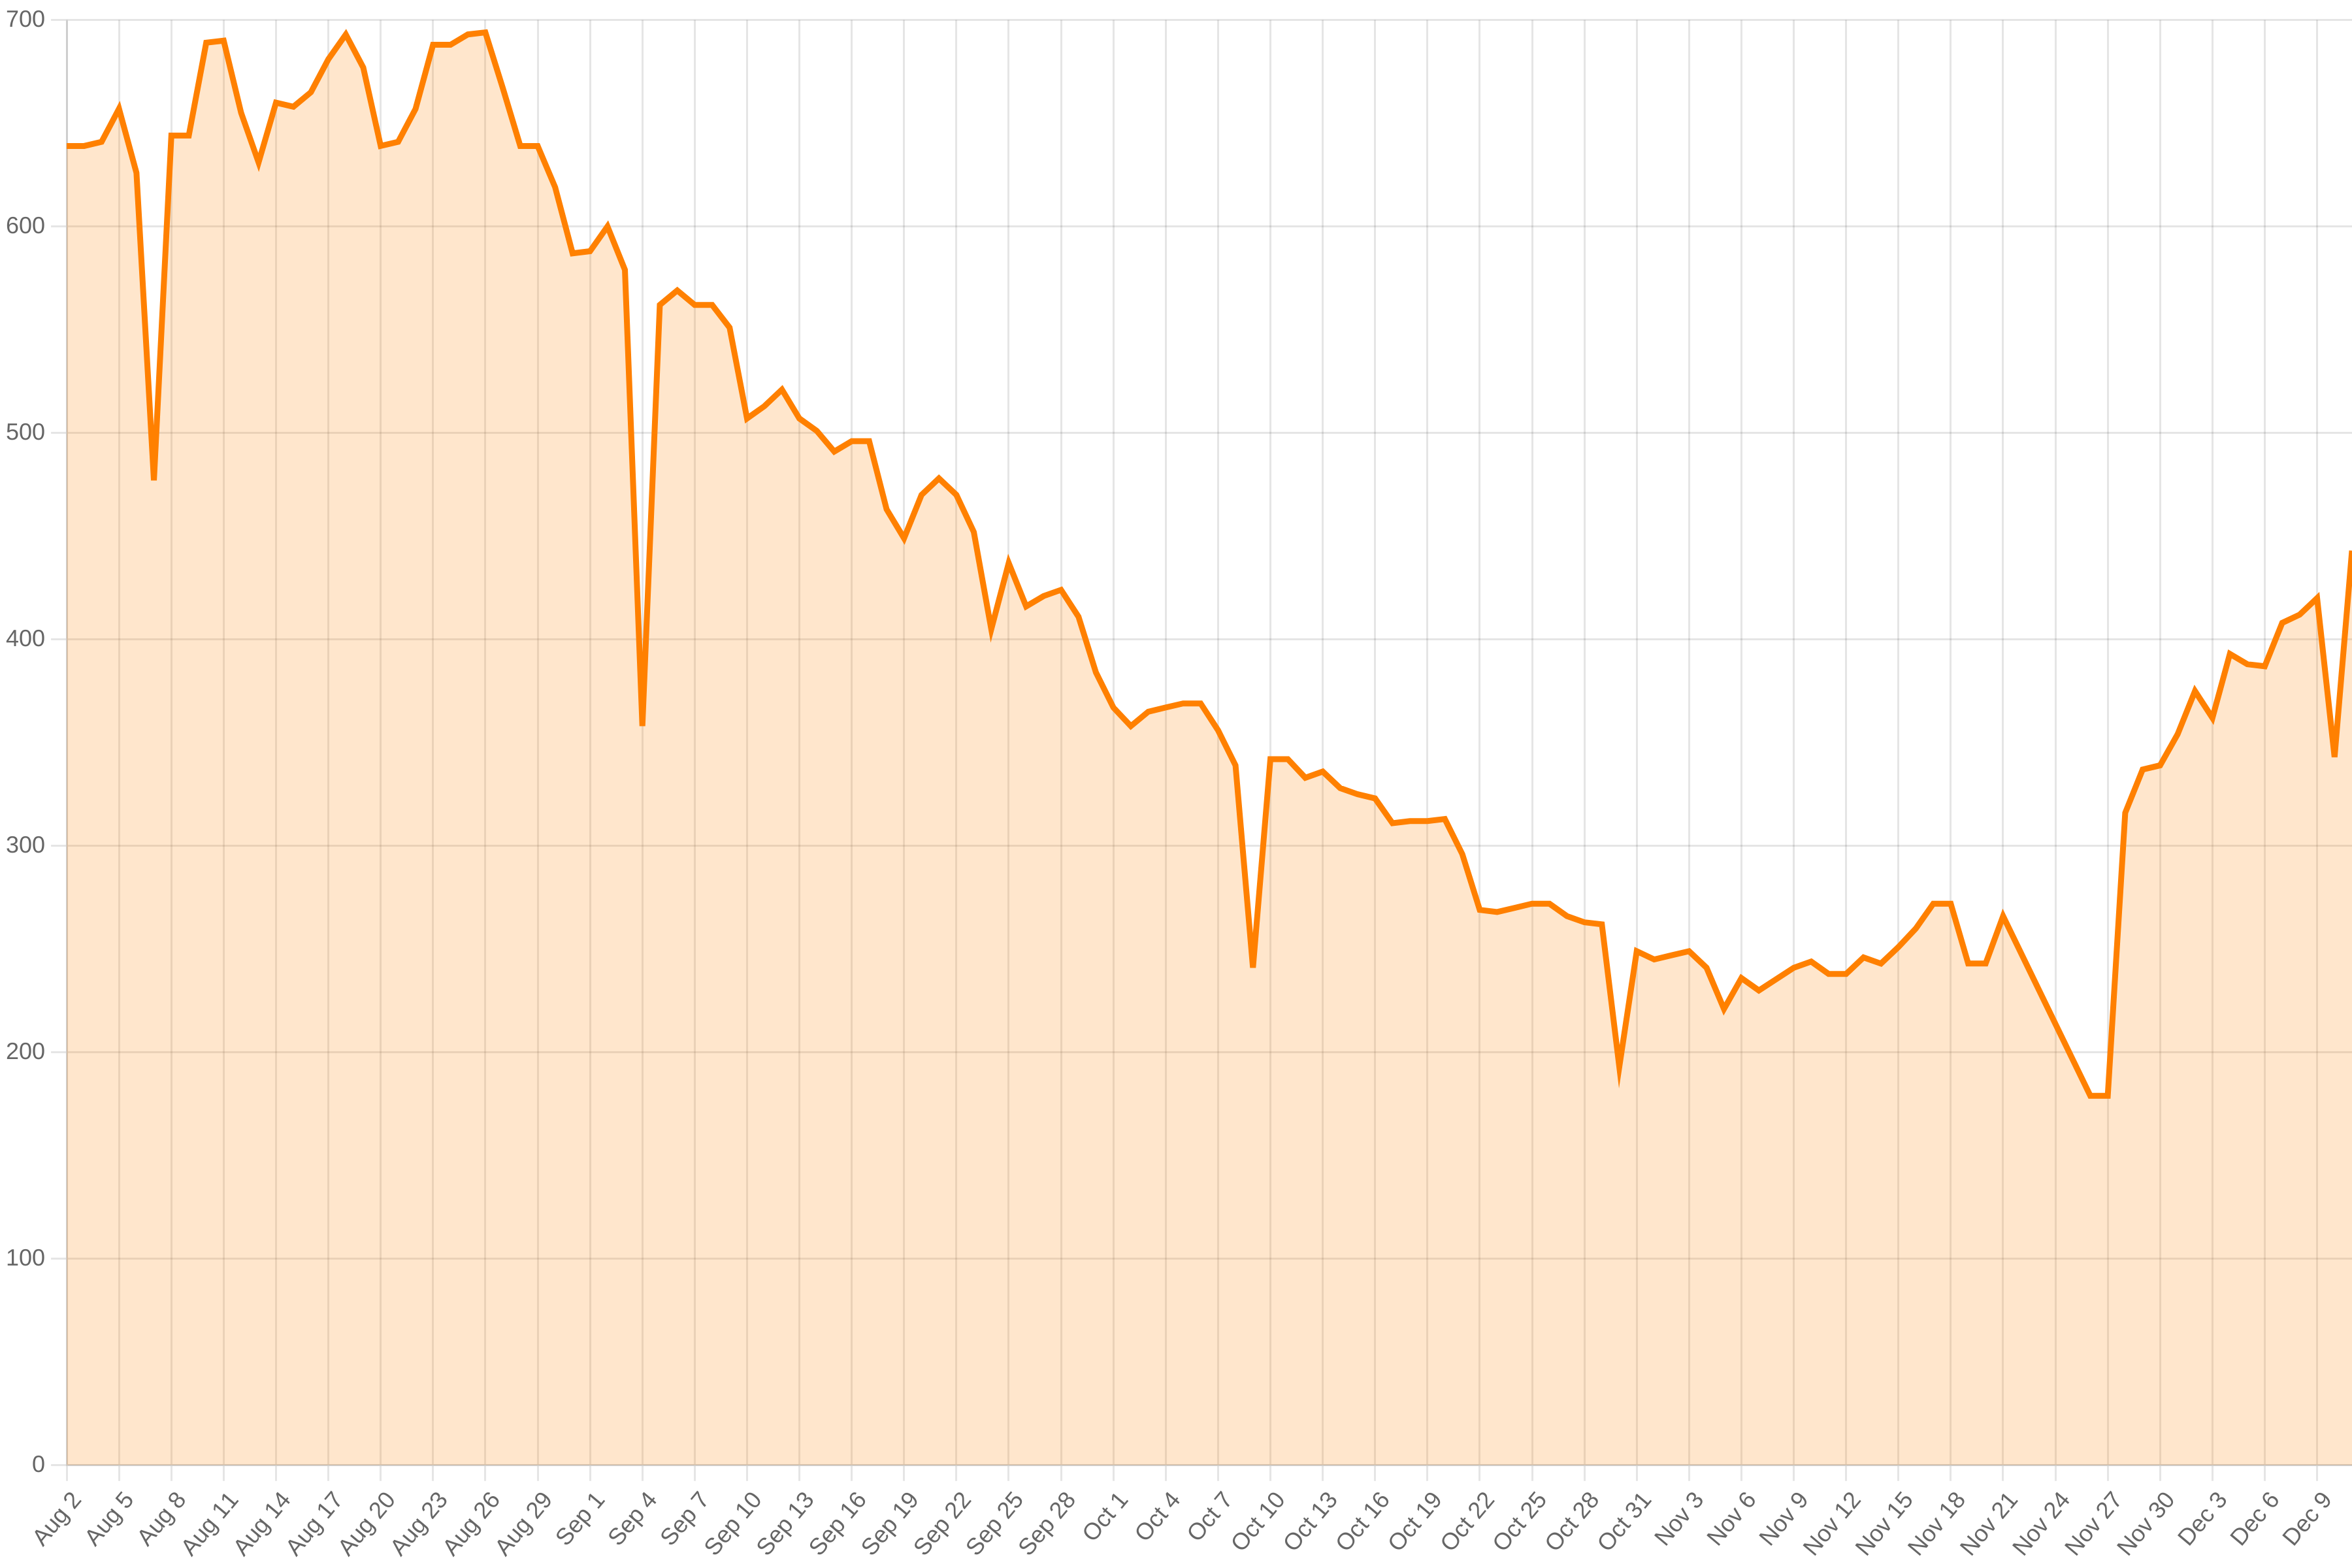 700
600
500
400
300
200
100
0
Aug 2
Aug 5
Aug 8
Aug 11
Aug 14
Aug 17
Aug 20
Aug 23
Aug 26
Aug 29
Sep 1
Sep 4
Sep 7
Sep 10
Sep 13
Sep 16
Sep 19
Sep 22
Sep 25
Sep 28
Oct 1
Oct 4
Oct 7
Oct 10
Oct 13
Oct 16
Oct 19
Oct 22
Oct 25
Oct 28
Oct 31
Nov 3
Nov 6
Nov 9
Nov 12
Nov 15
Nov 18
Nov 21
Nov 24
Nov 27
Nov 30
Dec 3
Dec 6
Dec 9